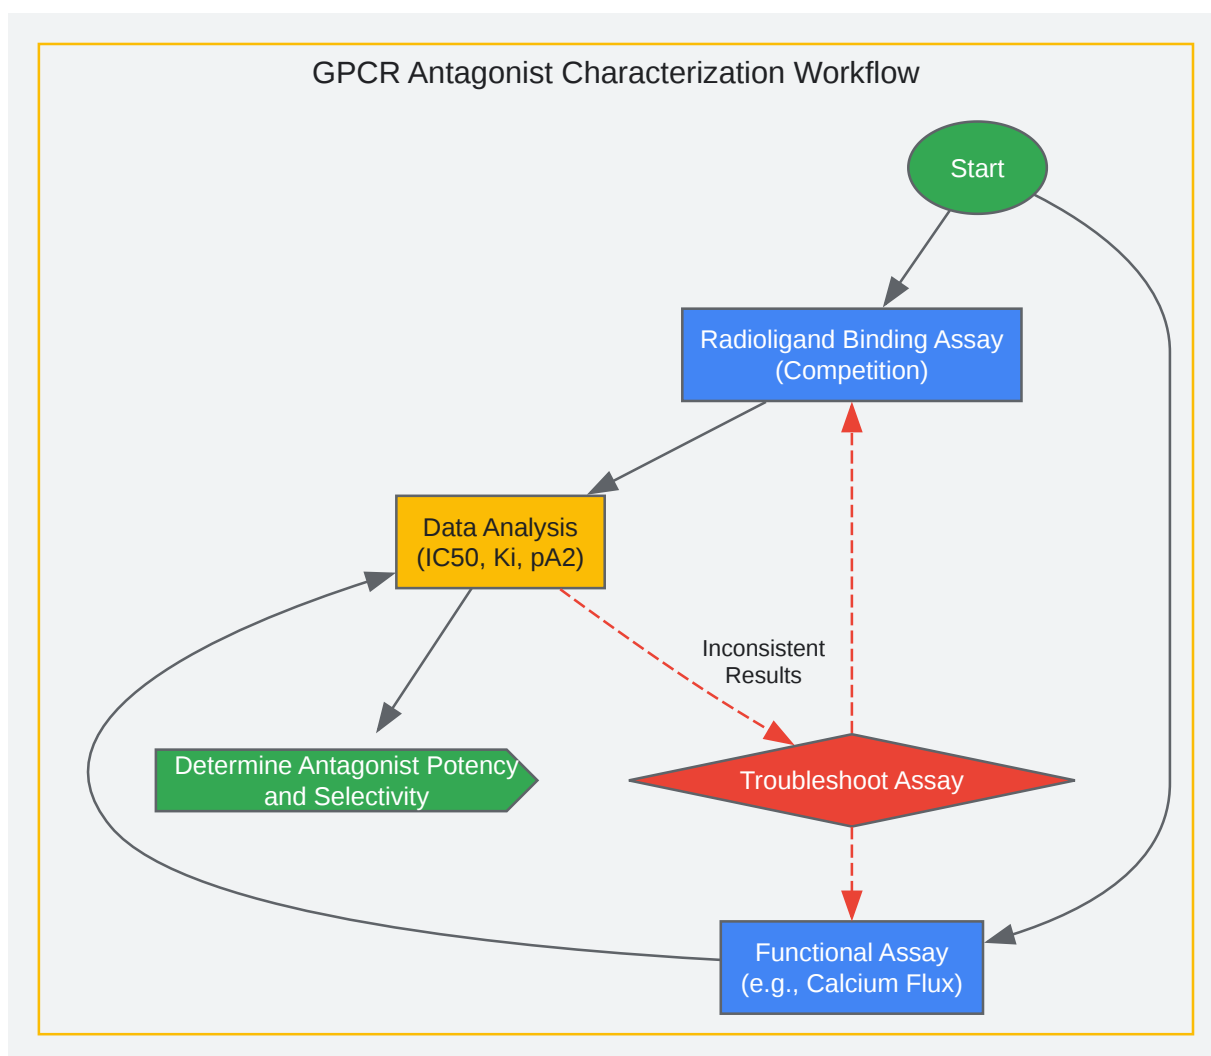 GPCR Antagonist Characterization Workflow
Start
Radioligand Binding Assay
(Competition)
Data Analysis
(IC50, Ki, pA2)
Inconsistent
Results
Determine Antagonist Potency
and Selectivity
Troubleshoot Assay
Functional Assay
(e.g., Calcium Flux)